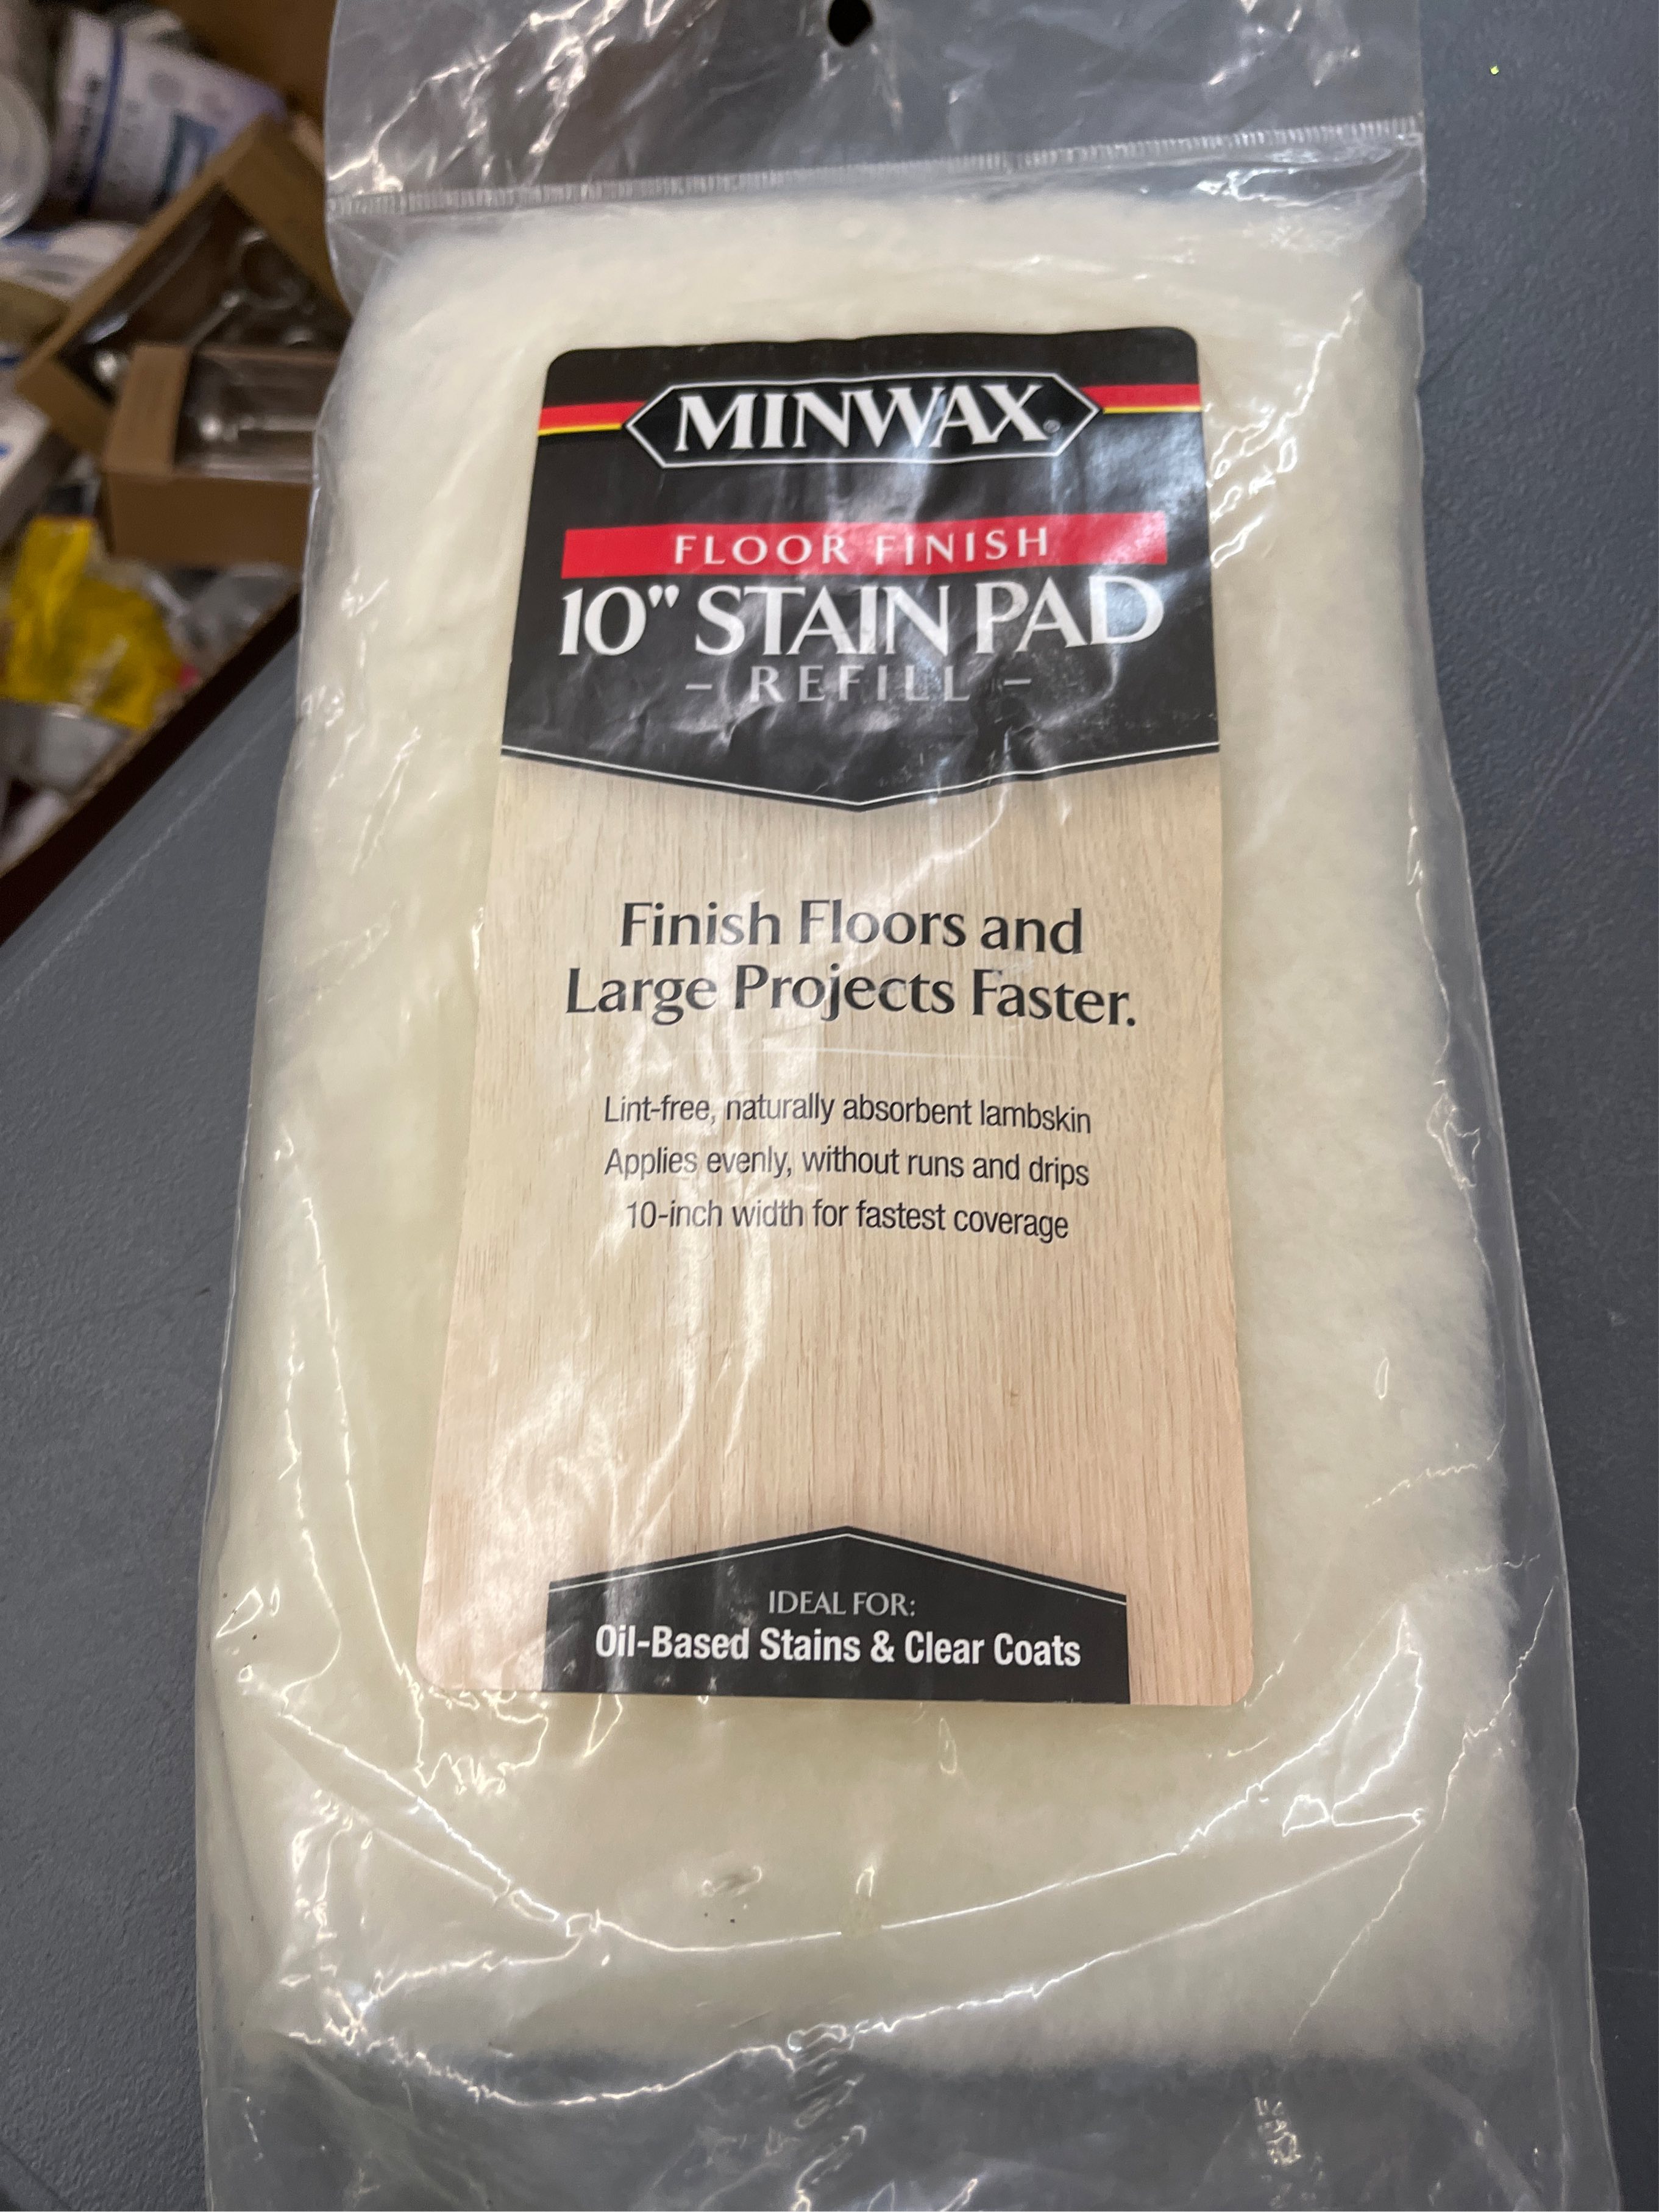 MINWAX®
FLOOR FINISH
10" STAIN PAD
- REFILL -
Finish Floors and
Large Projects Faster.
Lint-free, naturally absorbent lambskin
Applies evenly, without runs and drips
10-inch width for fastest coverage
IDEAL FOR:
Oil-Based Stains & Clear Coats